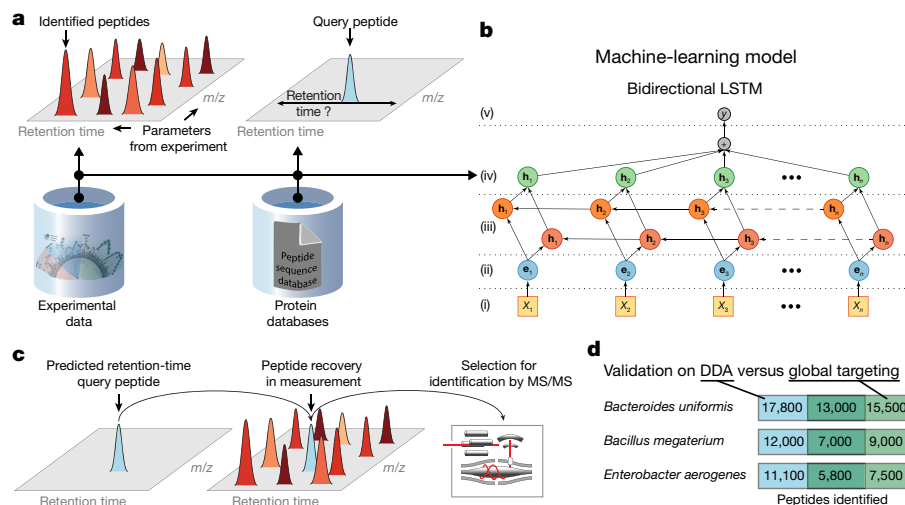 a
Identified peptides
Query peptide
m/z
Retention time
Parameters
from experiment
Retention
time ?
m/z
Retention time
Experimental
data
Peptide
sequence
database
Protein
databases
b
Machine-learning model
Bidirectional LSTM
(v)
y
+
(iv)
h1 h2 h3 ••• hn
h1 h2 h3 hn
(iii)
h1 h2 h3 hn
(ii)
e1 e2 e3 ••• en
(i)
X1 X2 X3 ••• Xn
c
Predicted retention-time
query peptide
Peptide recovery
in measurement
Selection for
identification by MS/MS
m/z
Retention time
m/z
Retention time
d
Validation on DDA versus global targeting
Bacteroides uniformis 17,800 13,000 15,500
Bacillus megaterium 12,000 7,000 9,000
Enterobacter aerogenes 11,100 5,800 7,500
Peptides identified